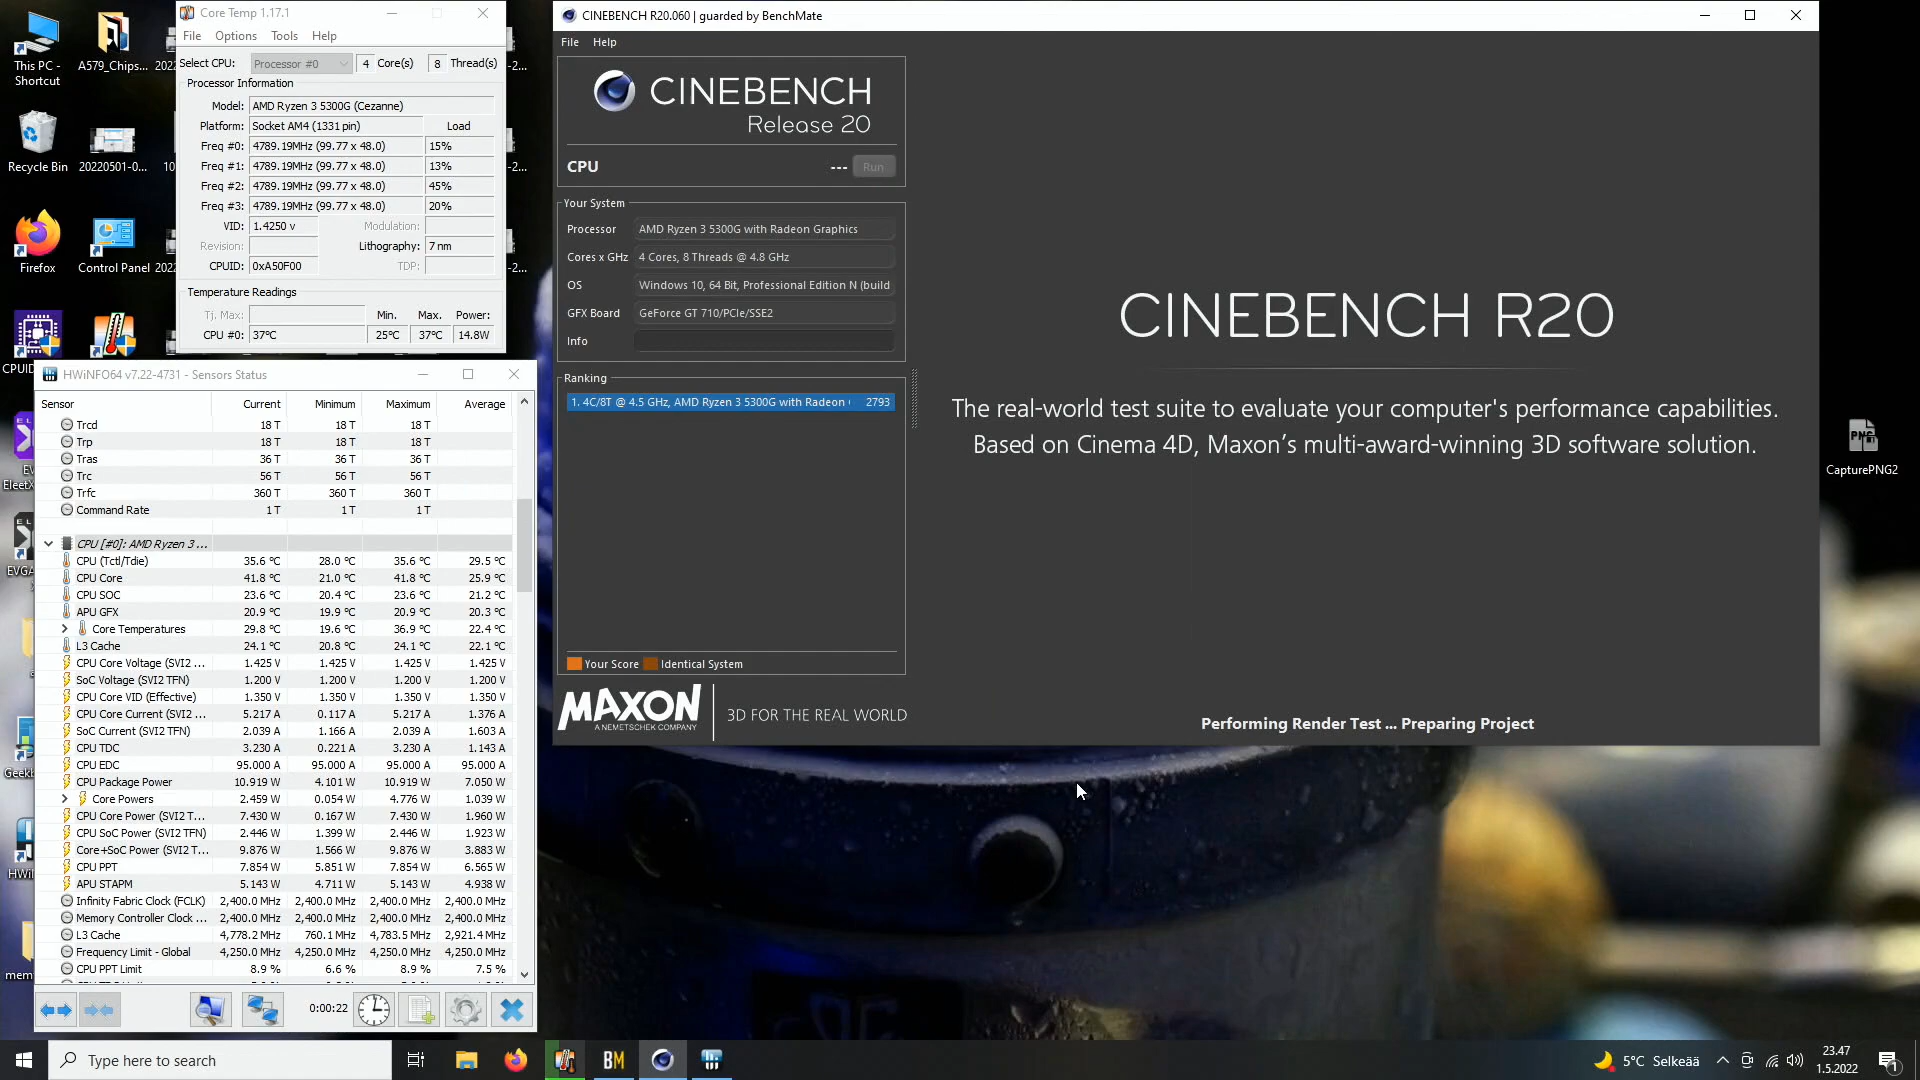 This PC - Shortcut
A579_Chips...
Recycle Bin
20220501-0...
Firefox
Control Panel
Core Temp 1.17.1
File Options Tools Help
Select CPU: Processor #0 4 Core(s) 8 Thread(s)
Processor Information
Model: AMD Ryzen 3 5300G (Cezanne)
Platform: Socket AM4 (1331 pin) Load
Freq #0: 4789.19MHz (99.77 x 48.0) 15%
Freq #1: 4789.19MHz (99.77 x 48.0) 13%
Freq #2: 4789.19MHz (99.77 x 48.0) 45%
Freq #3: 4789.19MHz (99.77 x 48.0) 20%
VID: 1.4250 v Modulation:
Revision: Lithography: 7 nm
CPUID: 0xA50F00 TDP:
Temperature Readings
Tj. Max: Min. Max. Power:
CPU #0: 37°C 25°C 37°C 14.8W
HWiNFO64 v7.22-4731 - Sensors Status
Sensor Current Minimum Maximum Average
Trcd 18 T 18 T 18 T
Trp 18 T 18 T 18 T
Tras 36 T 36 T 36 T
Trc 56 T 56 T 56 T
Trfc 360 T 360 T 360 T
Command Rate 1 T 1 T 1 T
CPU [#0]: AMD Ryzen 3 ...
CPU (Tctl/Tdie) 35.6 °C 28.0 °C 35.6 °C 29.5 °C
CPU Core 41.8 °C 21.0 °C 41.8 °C 25.9 °C
CPU SOC 23.6 °C 20.4 °C 23.6 °C 21.2 °C
APU GFX 20.9 °C 19.9 °C 20.9 °C 20.3 °C
Core Temperatures 29.8 °C 19.6 °C 36.9 °C 22.4 °C
L3 Cache 24.1 °C 20.8 °C 24.1 °C 22.1 °C
CPU Core Voltage (SVI2 ... 1.425 V 1.425 V 1.425 V 1.425 V
SoC Voltage (SVI2 TFN) 1.200 V 1.200 V 1.200 V 1.200 V
CPU Core VID (Effective) 1.350 V 1.350 V 1.350 V 1.350 V
CPU Core Current (SVI2 ... 5.217 A 0.117 A 5.217 A 1.376 A
SoC Current (SVI2 TFN) 2.039 A 1.166 A 2.039 A 1.603 A
CPU TDC 3.230 A 0.221 A 3.230 A 1.143 A
CPU EDC 95.000 A 95.000 A 95.000 A 95.000 A
CPU Package Power 10.919 W 4.101 W 10.919 W 7.050 W
Core Powers 2.459 W 0.054 W 4.776 W 1.039 W
CPU Core Power (SVI2 T... 7.430 W 0.167 W 7.430 W 1.960 W
CPU SoC Power (SVI2 TFN) 2.446 W 1.399 W 2.446 W 1.923 W
Core+SoC Power (SVI2 T... 9.876 W 1.566 W 9.876 W 3.883 W
CPU PPT 7.854 W 5.851 W 7.854 W 6.565 W
APU STAPM 5.143 W 4.711 W 5.143 W 4.938 W
Infinity Fabric Clock (FCLK) 2,400.0 MHz 2,400.0 MHz 2,400.0 MHz 2,400.0 MHz
Memory Controller Clock ... 2,400.0 MHz 2,400.0 MHz 2,400.0 MHz 2,400.0 MHz
L3 Cache 4,778.2 MHz 760.1 MHz 4,783.5 MHz 2,921.4 MHz
Frequency Limit - Global 4,250.0 MHz 4,250.0 MHz 4,250.0 MHz 4,250.0 MHz
CPU PPT Limit 8.9 % 6.6 % 8.9 % 7.5 %
0:00:22
CINEBENCH R20.060 | guarded by BenchMate
File Help
CINEBENCH
Release 20
CPU --- Run
Your System
Processor AMD Ryzen 3 5300G with Radeon Graphics
Cores x GHz 4 Cores, 8 Threads @ 4.8 GHz
OS Windows 10, 64 Bit, Professional Edition N (build
GFX Board GeForce GT 710/PCIe/SSE2
Info
Ranking
1. 4C/8T @ 4.5 GHz, AMD Ryzen 3 5300G with Radeon 2793
Your Score Identical System
MAXON
A NEMETSCHEK COMPANY
3D FOR THE REAL WORLD
CINEBENCH R20
The real-world test suite to evaluate your computer's performance capabilities.
Based on Cinema 4D, Maxon's multi-award-winning 3D software solution.
Performing Render Test ... Preparing Project
PNG
CapturePNG2
Type here to search
BM
5°C Selkeää
23.47
1.5.2022
1